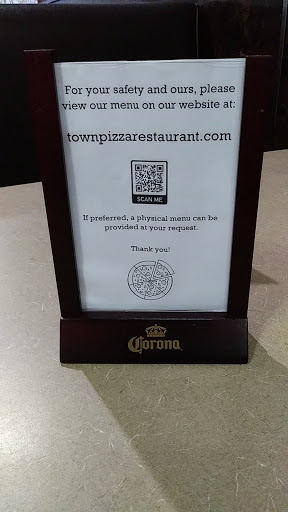 For your safety and ours, please
view our menu on our website at:
townpizzarestaurant.com
SCAN ME
If preferred, a physical menu can be
provided at your request.
Thank you!
Corona